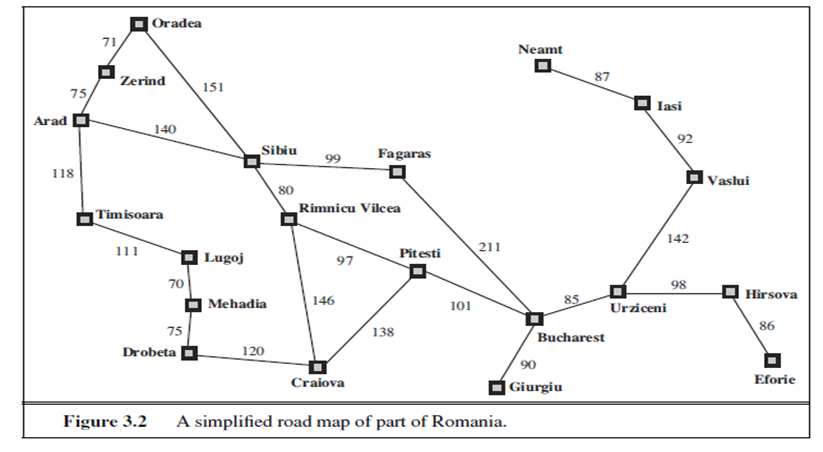 Oradea
71
Neamt
87
Zerind
151
75
Iasi
Arad
140
92
Sibiu
99
Fagaras
118
Vaslui
80
Timisoara
Rimnicu Vilcea
142
111
Lugoj
97
Pitesti
211
70
98
Hirsova
Mehadia
146
101
85
Urziceni
75
138
86
Bucharest
Drobeta
120
90
Craiova
Giurgiu
Eforie
Figure 3.2 A simplified road map of part of Romania.